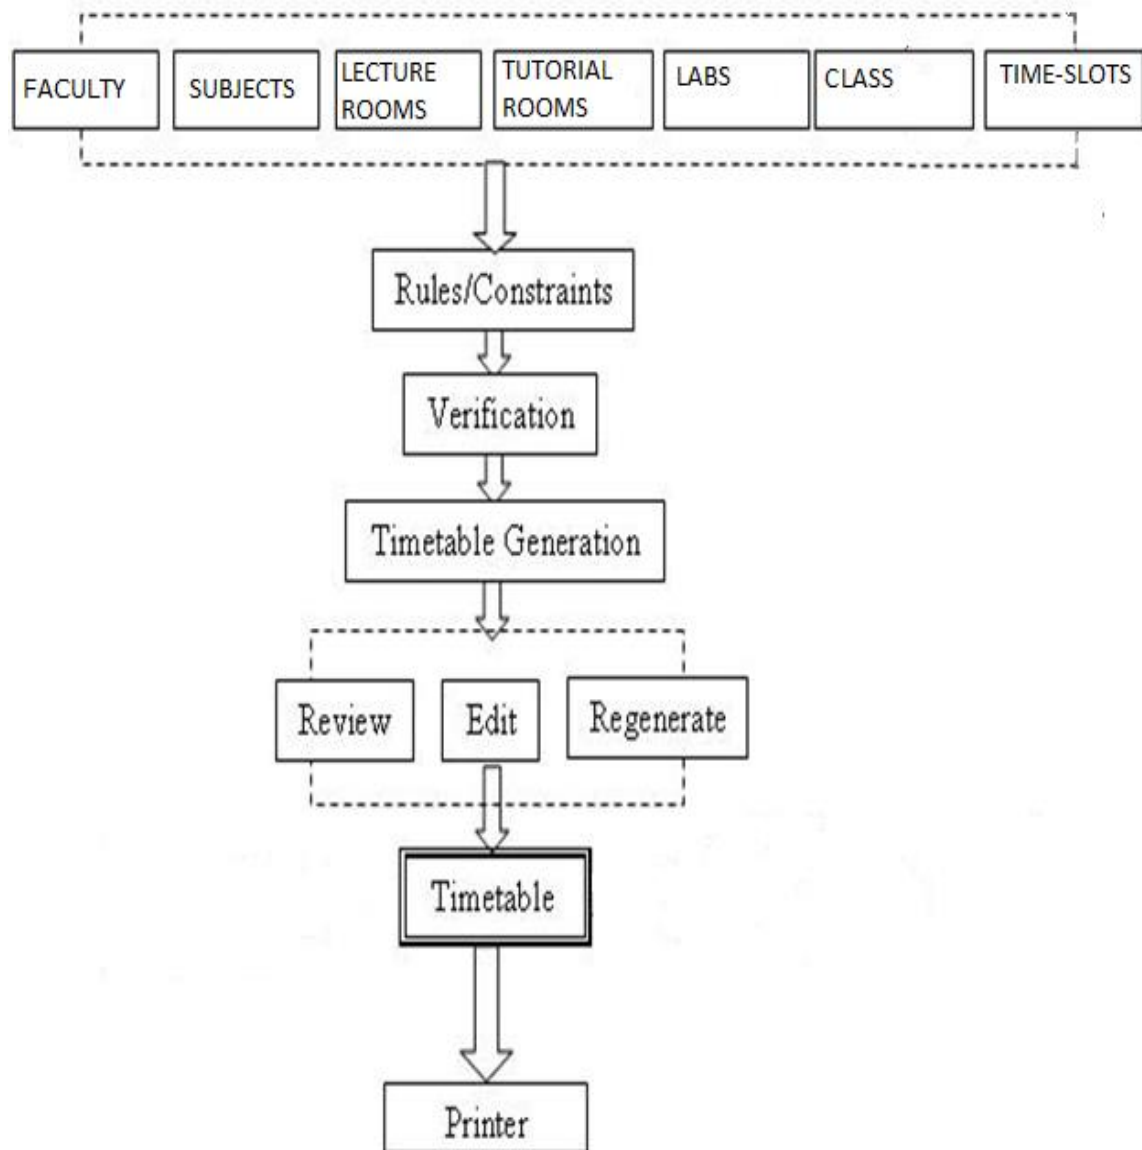 FACULTY
SUBJECTS
LECTURE
ROOMS
TUTORIAL
ROOMS
LABS
CLASS
TIME-SLOTS
Rules/Constraints
Verification
Timetable Generation
Review
Edit
Regenerate
Timetable
Printer